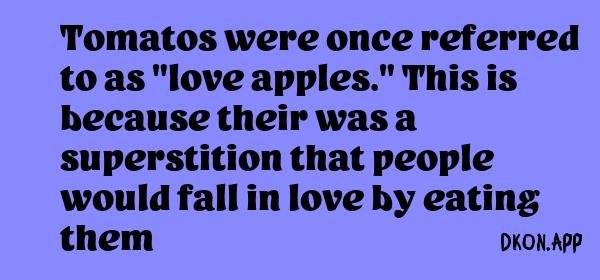 Tomatos were once referred
to as "love apples." This is
because their was a
superstition that people
would fall in love by eating
them
DKON.APP